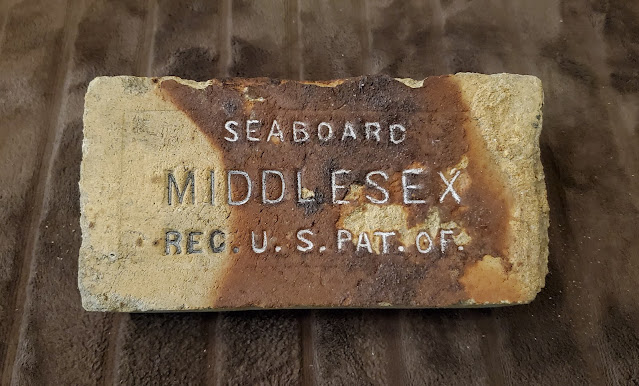 SEABOARD
MIDDLESEX
REG. U. S. PAT. OF.